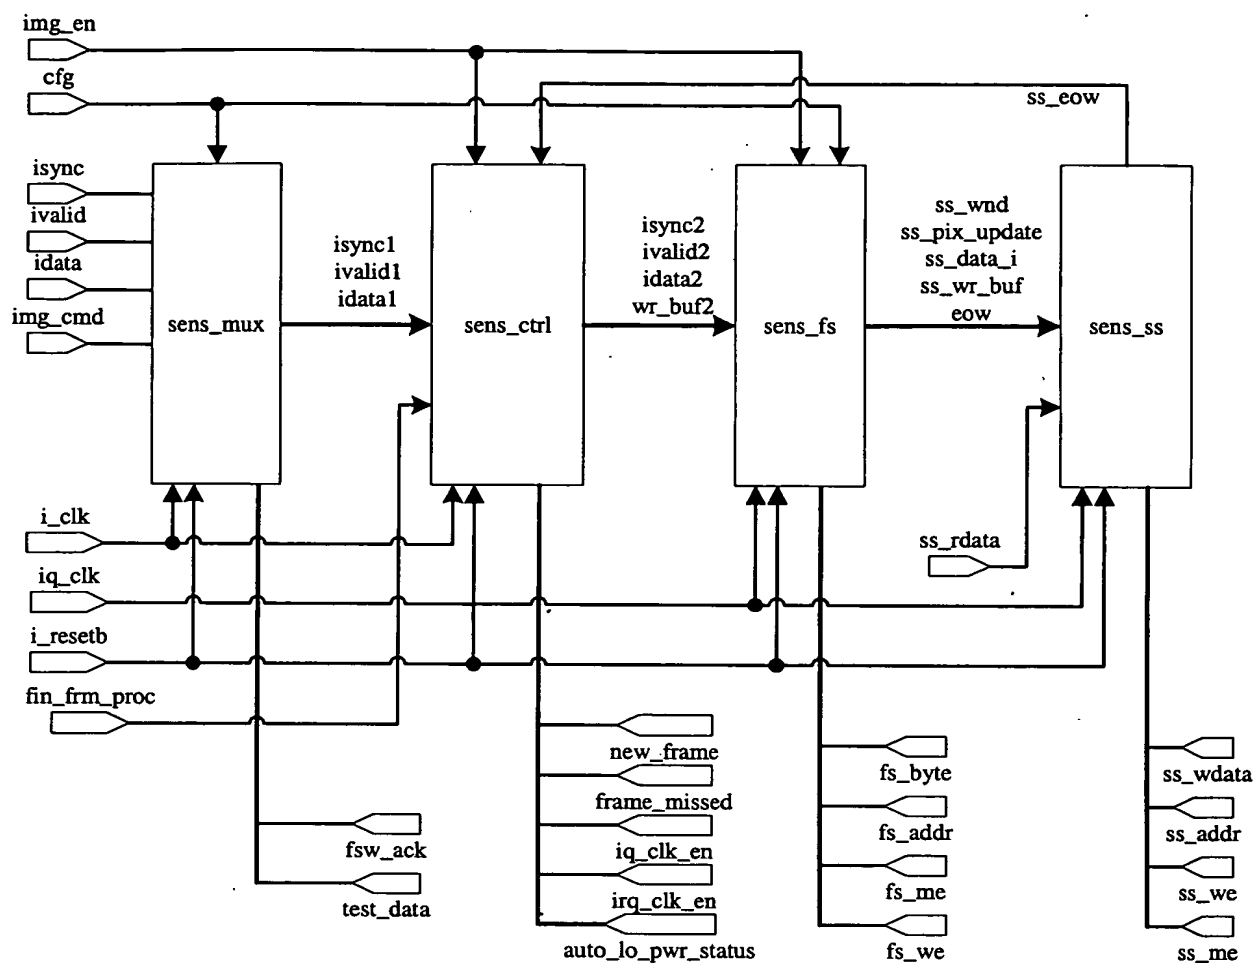 img_en
cfg
ss_eow
isync
ivalid
idata
img_cmd
sens_mux
isync1
ivalid1
idata1
sens_ctrl
isync2
ivalid2
idata2
wr_buf2
sens_fs
ss_wnd
ss_pix_update
ss_data_i
ss_wr_buf
eow
sens_ss
i_clk
iq_clk
i_resetb
fin_frm_proc
ss_rdata
fsw_ack
test_data
new_frame
frame_missed
iq_clk_en
irq_clk_en
auto_lo_pwr_status
fs_byte
fs_addr
fs_me
fs_we
ss_wdata
ss_addr
ss_we
ss_me